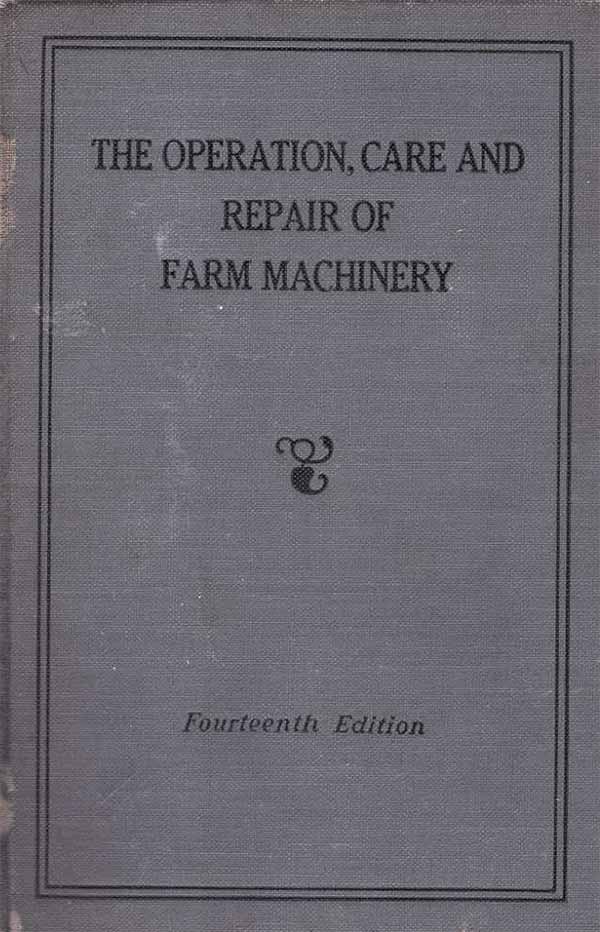 THE OPERATION, CARE AND
REPAIR OF
FARM MACHINERY
Fourteenth Edition